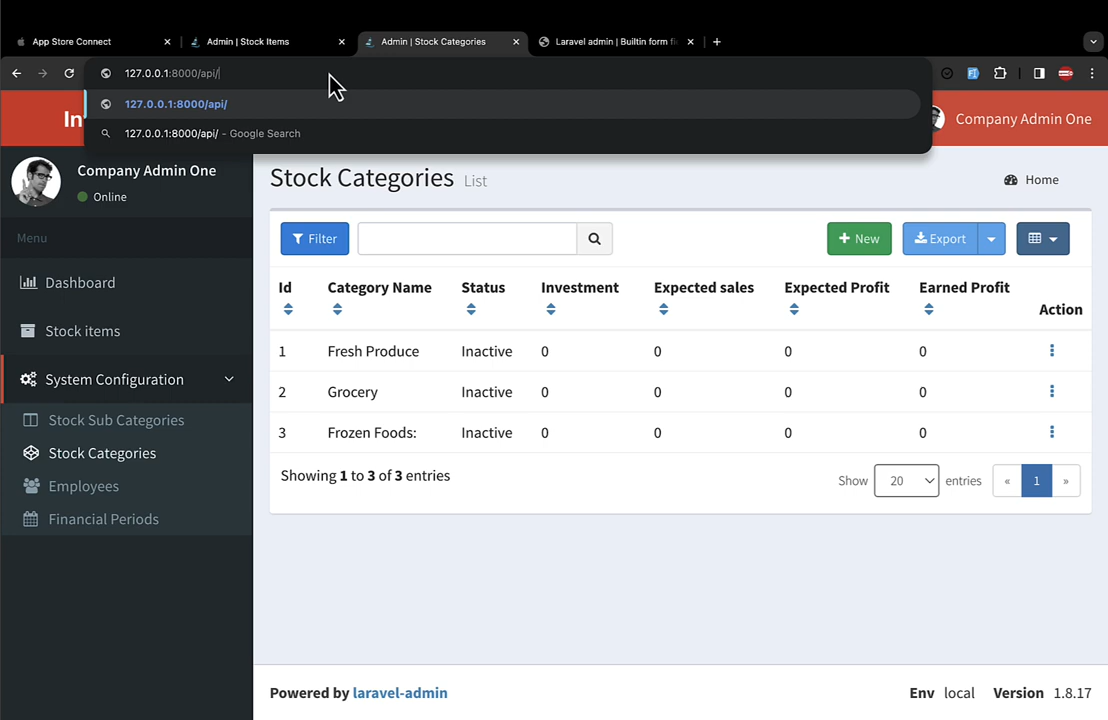 App Store Connect
Admin | Stock Items
Admin | Stock Categories
Laravel admin | Builtin form fi
127.0.0.1:8000/api/
127.0.0.1:8000/api/
127.0.0.1:8000/api/ - Google Search
In
Company Admin One
Company Admin One
Online
Menu
Dashboard
Stock items
System Configuration
Stock Sub Categories
Stock Categories
Employees
Financial Periods
Stock Categories List
Home
Filter
New Export
Id Category Name Status Investment Expected sales Expected Profit Earned Profit Action
1 Fresh Produce Inactive 0 0 0 0
2 Grocery Inactive 0 0 0 0
3 Frozen Foods: Inactive 0 0 0 0
Showing 1 to 3 of 3 entries
Show 20 entries « 1 »
Powered by laravel-admin
Env local Version 1.8.17